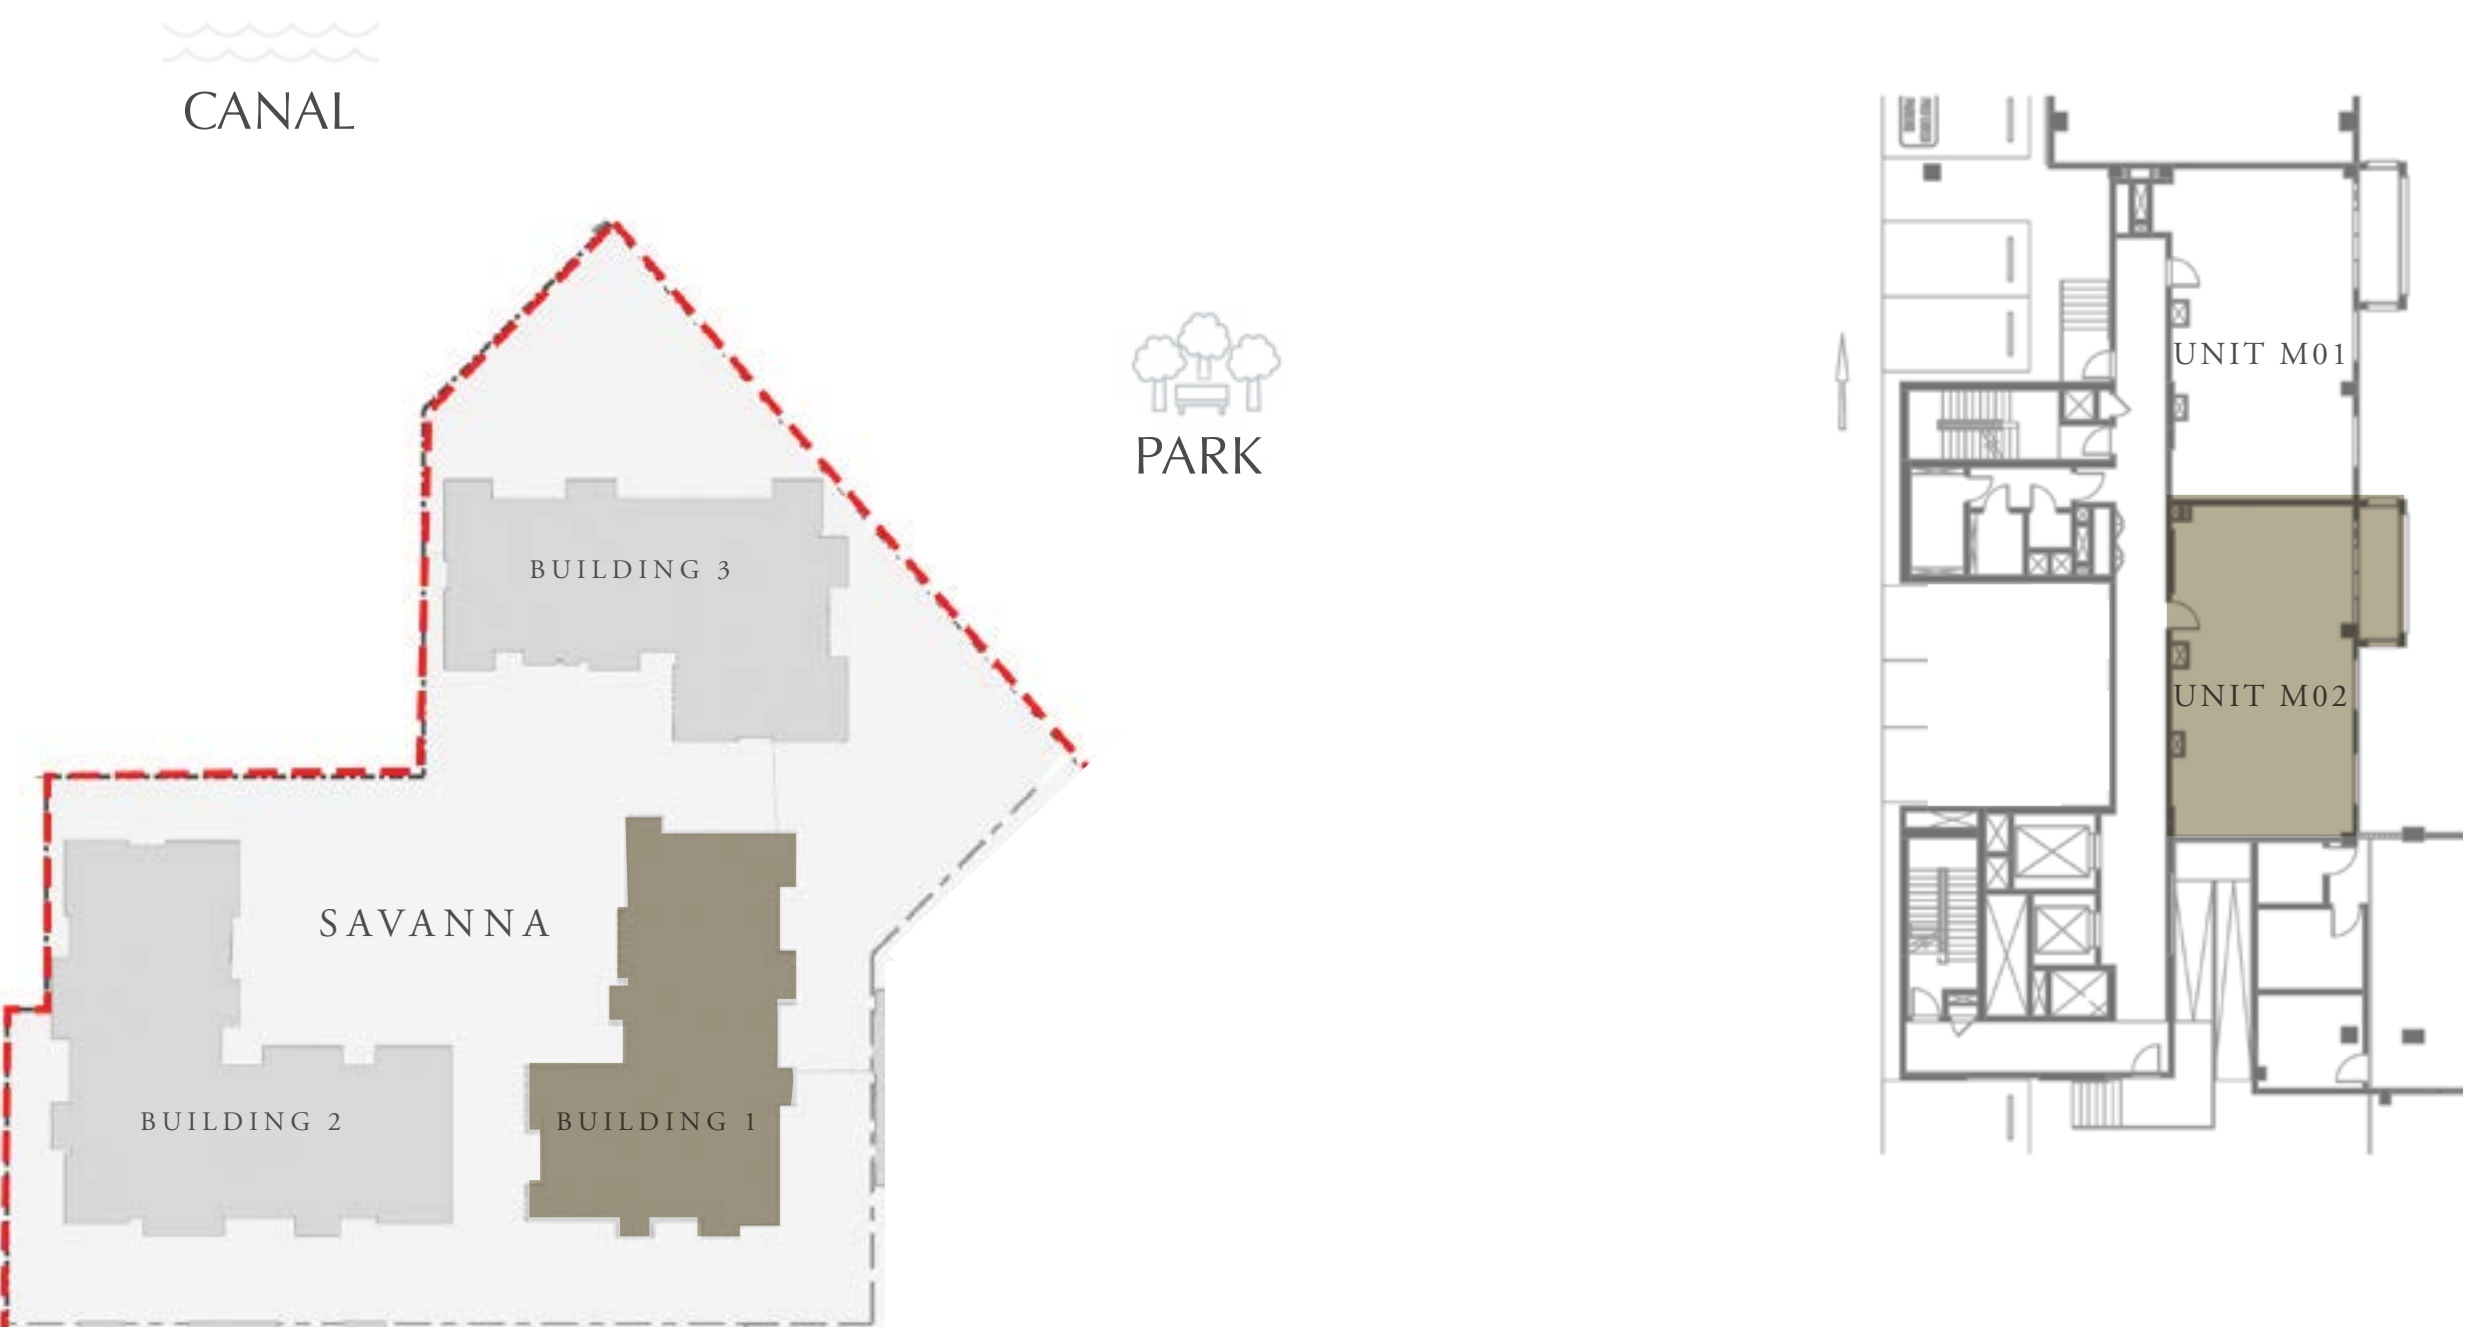 CANAL
PARK
BUILDING 3
SAVANNA
BUILDING 2
BUILDING 1
UNIT M01
UNIT M02